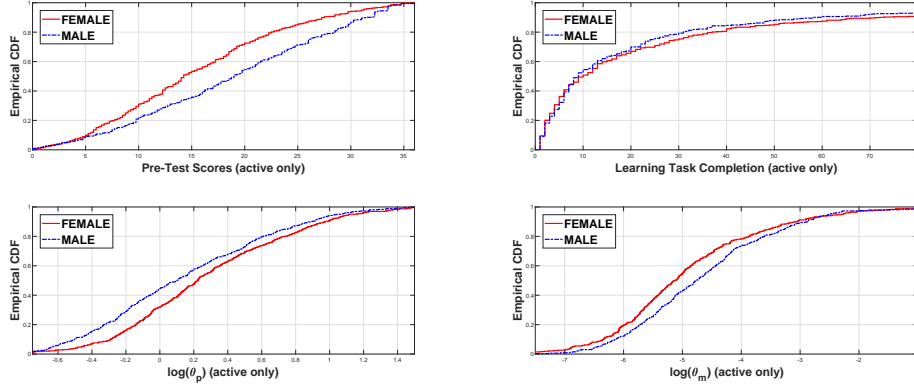 1
0.8
0.6
0.4
0.2
0
Empirical CDF
FEMALE
MALE
0 5 10 15 20 25 30 35
Pre-Test Scores (active only)
1
0.8
0.6
0.4
0.2
0
Empirical CDF
FEMALE
MALE
0 10 20 30 40 50 60 70
Learning Task Completion (active only)
1
0.8
0.6
0.4
0.2
0
Empirical CDF
FEMALE
MALE
-0.6 -0.4 -0.2 0 0.2 0.4 0.6 0.8 1 1.2 1.4
log(θp) (active only)
1
0.8
0.6
0.4
0.2
0
Empirical CDF
FEMALE
MALE
-7 -6 -5 -4 -3 -2 -1
log(θm) (active only)